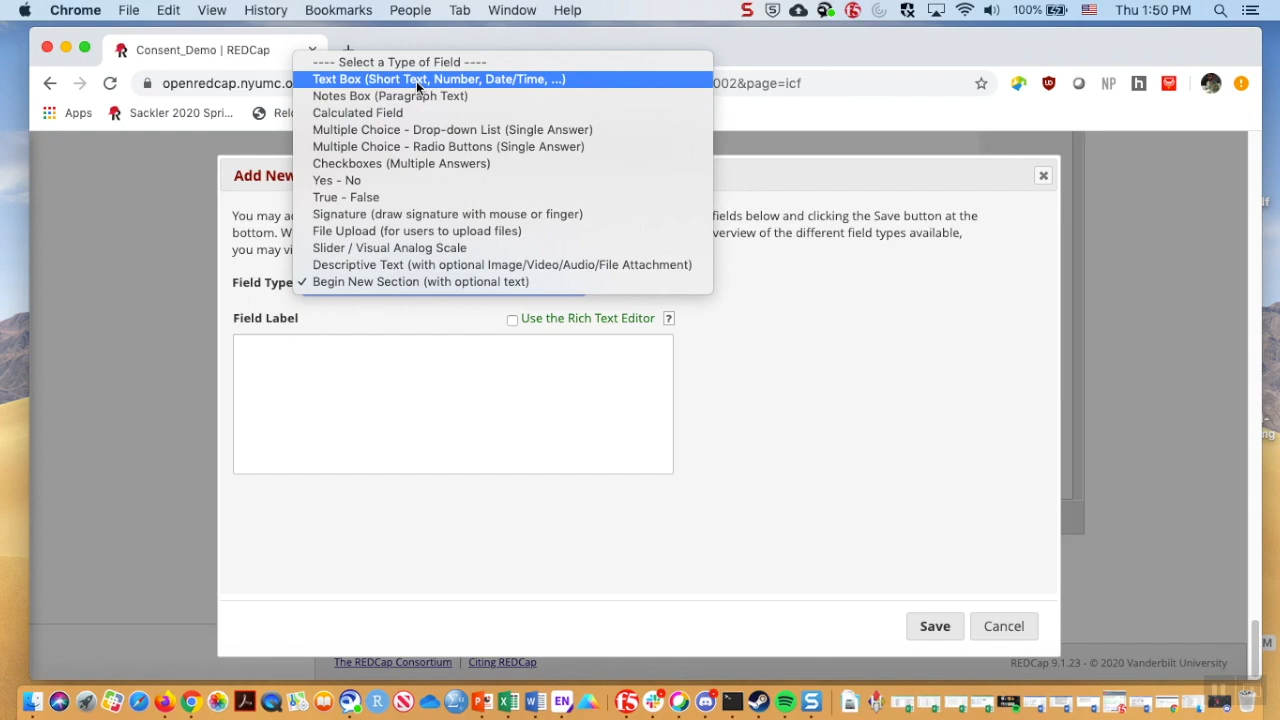 Chrome File Edit View History Bookmarks People Tab Window Help
100% Thu 1:50 PM
Consent_Demo | REDCap
openredcap.nyumc.o
002&page=icf
NP
Apps
Sackler 2020 Spri...
---- Select a Type of Field ----
Text Box (Short Text, Number, Date/Time, ...)
Notes Box (Paragraph Text)
Calculated Field
Multiple Choice - Drop-down List (Single Answer)
Multiple Choice - Radio Buttons (Single Answer)
Checkboxes (Multiple Answers)
Yes - No
True - False
Signature (draw signature with mouse or finger)
File Upload (for users to upload files)
Slider / Visual Analog Scale
Descriptive Text (with optional Image/Video/Audio/File Attachment)
✓ Begin New Section (with optional text)
Add New
You may a
fields below and clicking the Save button at the
bottom. W
verview of the different field types available,
you may vi
Field Type
Field Label
Use the Rich Text Editor ?
Save Cancel
The REDCap Consortium | Citing REDCap
REDCap 9.1.23 - © 2020 Vanderbilt University
EN